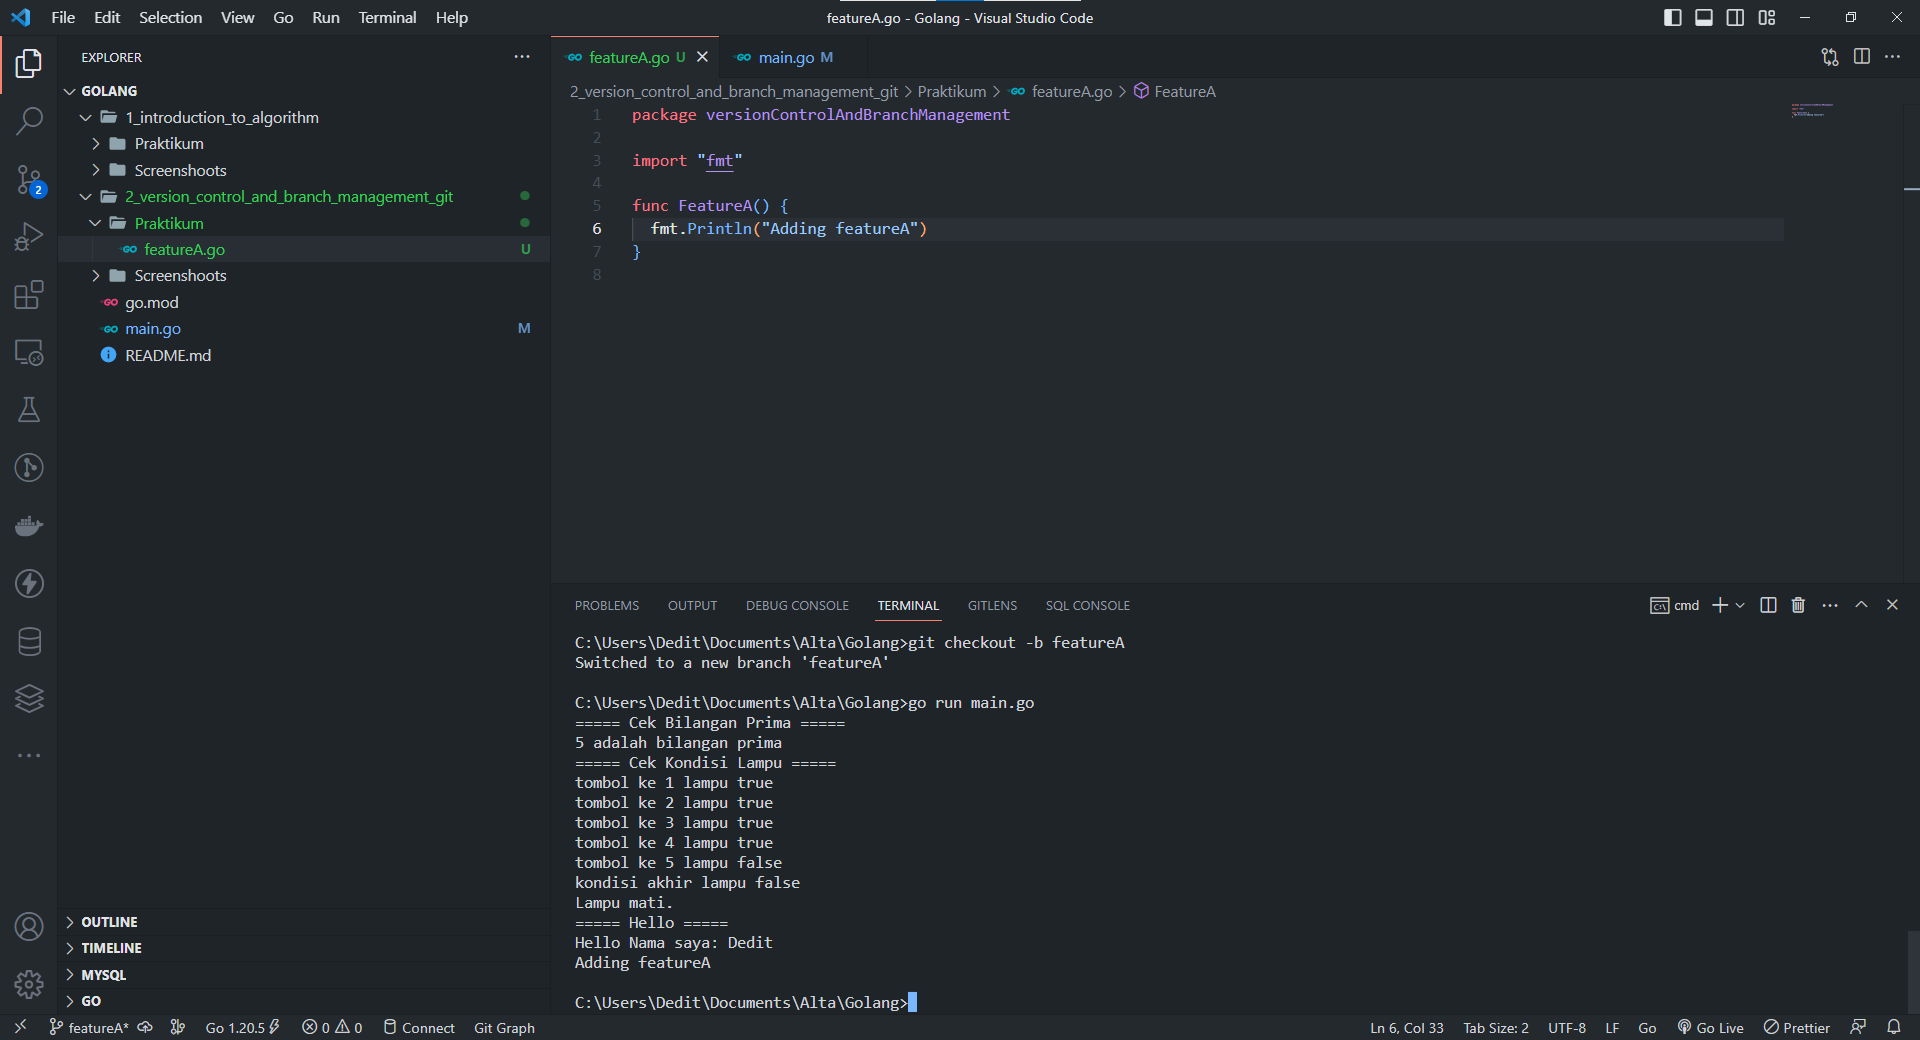 File Edit Selection View Go Run Terminal Help
featureA.go - Golang - Visual Studio Code
EXPLORER
GOLANG
1_introduction_to_algorithm
Praktikum
Screenshoots
2_version_control_and_branch_management_git
Praktikum
featureA.go U
Screenshoots
go.mod
main.go M
README.md
OUTLINE
TIMELINE
MYSQL
GO
2
featureA.go U main.go M
2_version_control_and_branch_management_git > Praktikum > featureA.go > FeatureA
1 package versionControlAndBranchManagement
2
3 import "fmt"
4
5 func FeatureA() {
6 fmt.Println("Adding featureA")
7 }
8
PROBLEMS OUTPUT DEBUG CONSOLE TERMINAL GITLENS SQL CONSOLE
cmd
C:\Users\Dedit\Documents\Alta\Golang>git checkout -b featureA
Switched to a new branch 'featureA'
C:\Users\Dedit\Documents\Alta\Golang>go run main.go
===== Cek Bilangan Prima =====
5 adalah bilangan prima
===== Cek Kondisi Lampu =====
tombol ke 1 lampu true
tombol ke 2 lampu true
tombol ke 3 lampu true
tombol ke 4 lampu true
tombol ke 5 lampu false
kondisi akhir lampu false
Lampu mati.
===== Hello =====
Hello Nama saya: Dedit
Adding featureA
C:\Users\Dedit\Documents\Alta\Golang>
featureA* Go 1.20.5 0 0 Connect Git Graph Ln 6, Col 33 Tab Size: 2 UTF-8 LF Go Go Live Prettier